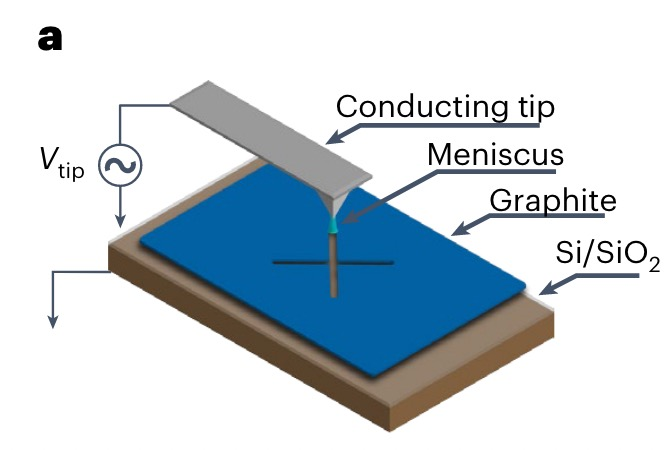 a
Conducting tip
Meniscus
V_tip
Graphite
Si/SiO₂